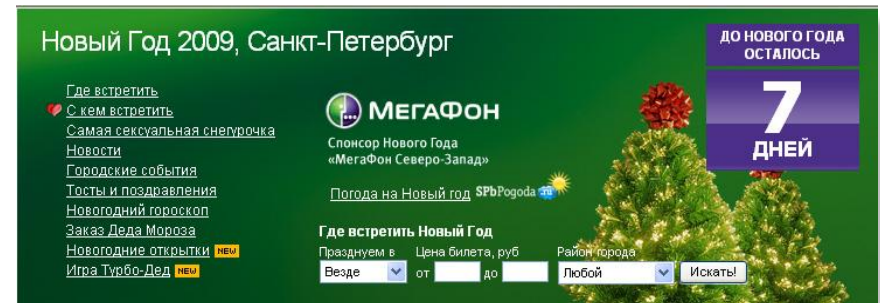 Новый Год 2009, Санкт-Петербург
ДО НОВОГО ГОДА
ОСТАЛОСЬ
7
ДНЕЙ
Где встретить
С кем встретить
Самая сексуальная снегурочка
Новости
Городские события
Тосты и поздравления
Новогодний гороскоп
Заказ Деда Мороза
Новогодние открытки NEW
Игра Турбо-Дед NEW
МЕГАФОН
Спонсор Нового Года
«МегаФон Северо-Запад»
Погода на Новый год SPbPogoda
Где встретить Новый Год
Празднуем в Цена билета, руб Район города
Везде от до Любой Искать!